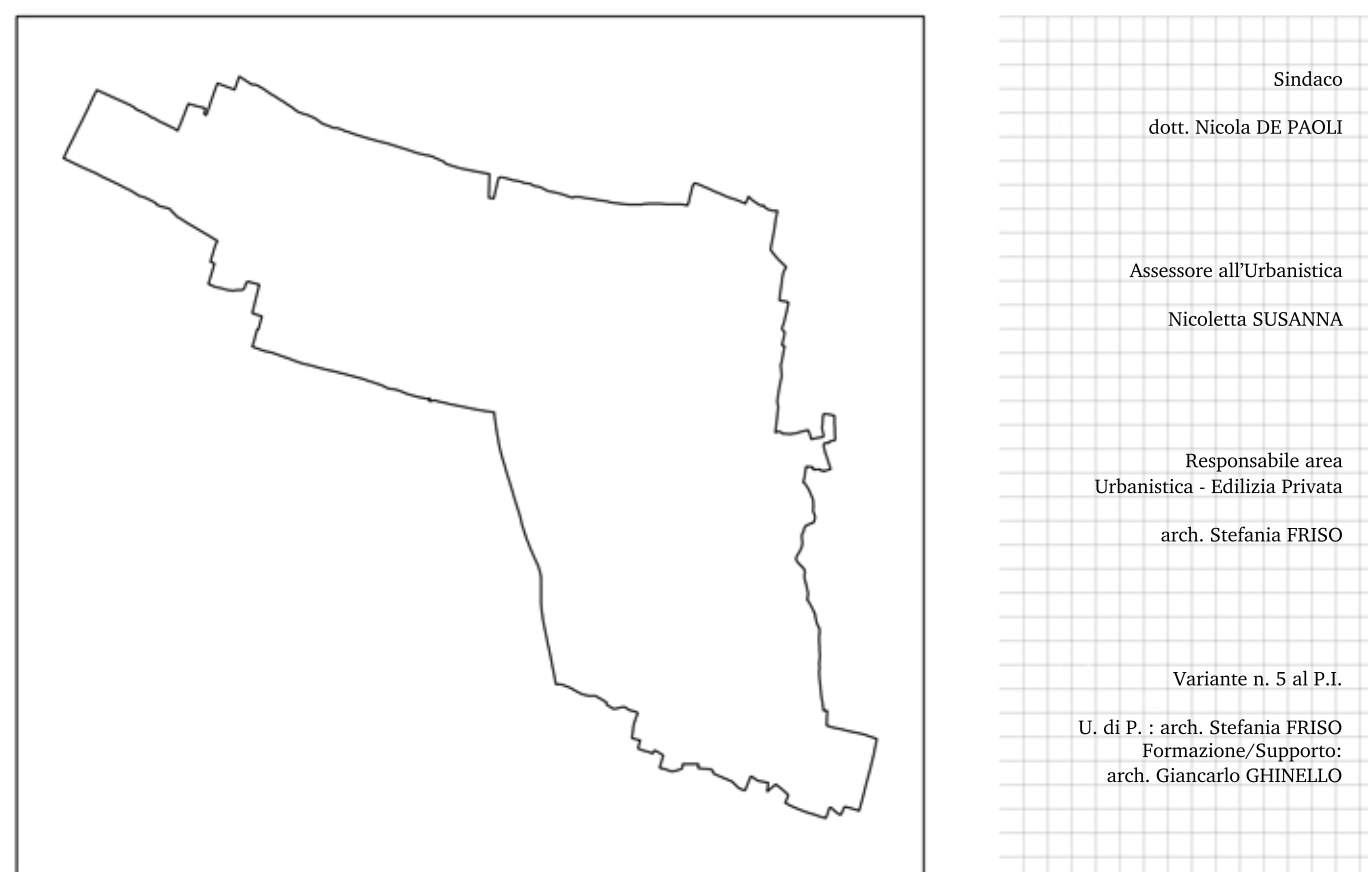 Sindaco
dott. Nicola DE PAOLI
Assessore all’Urbanistica
Nicoletta SUSANNA
Responsabile area
Urbanistica - Edilizia Privata
arch. Stefania FRISO
Variante n. 5 al P.I.
U. di P. : arch. Stefania FRISO
Formazione/Supporto:
arch. Giancarlo GHINELLO